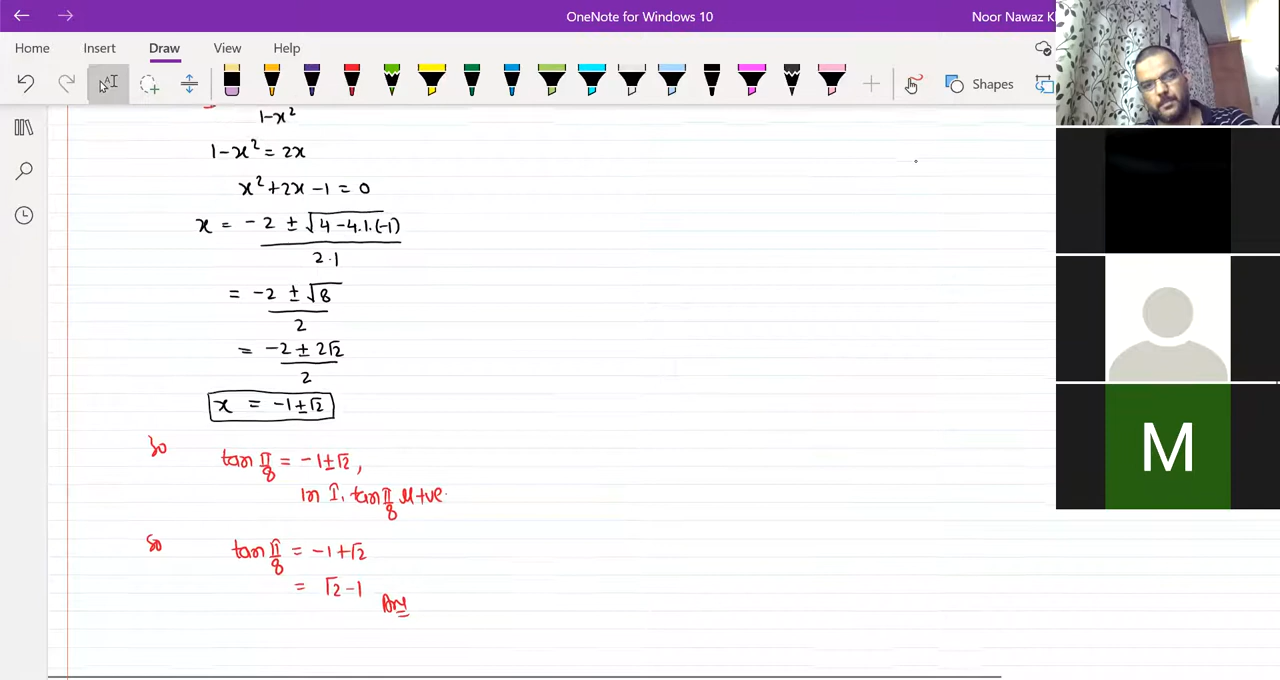 OneNote for Windows 10
Noor Nawaz K
Home Insert Draw View Help
Shapes
1-x²
1-x² = 2x
x² + 2x - 1 = 0
x = -2 ± √4-4.1.(-1)
2.1
= -2 ± √8
2
= -2 ± 2√2
2
x = -1±√2
So
tan π/8 = -1±√2,
In I, tan π/8 is +ve.
So
tan π/8 = -1+√2
= √2-1
Ans
M